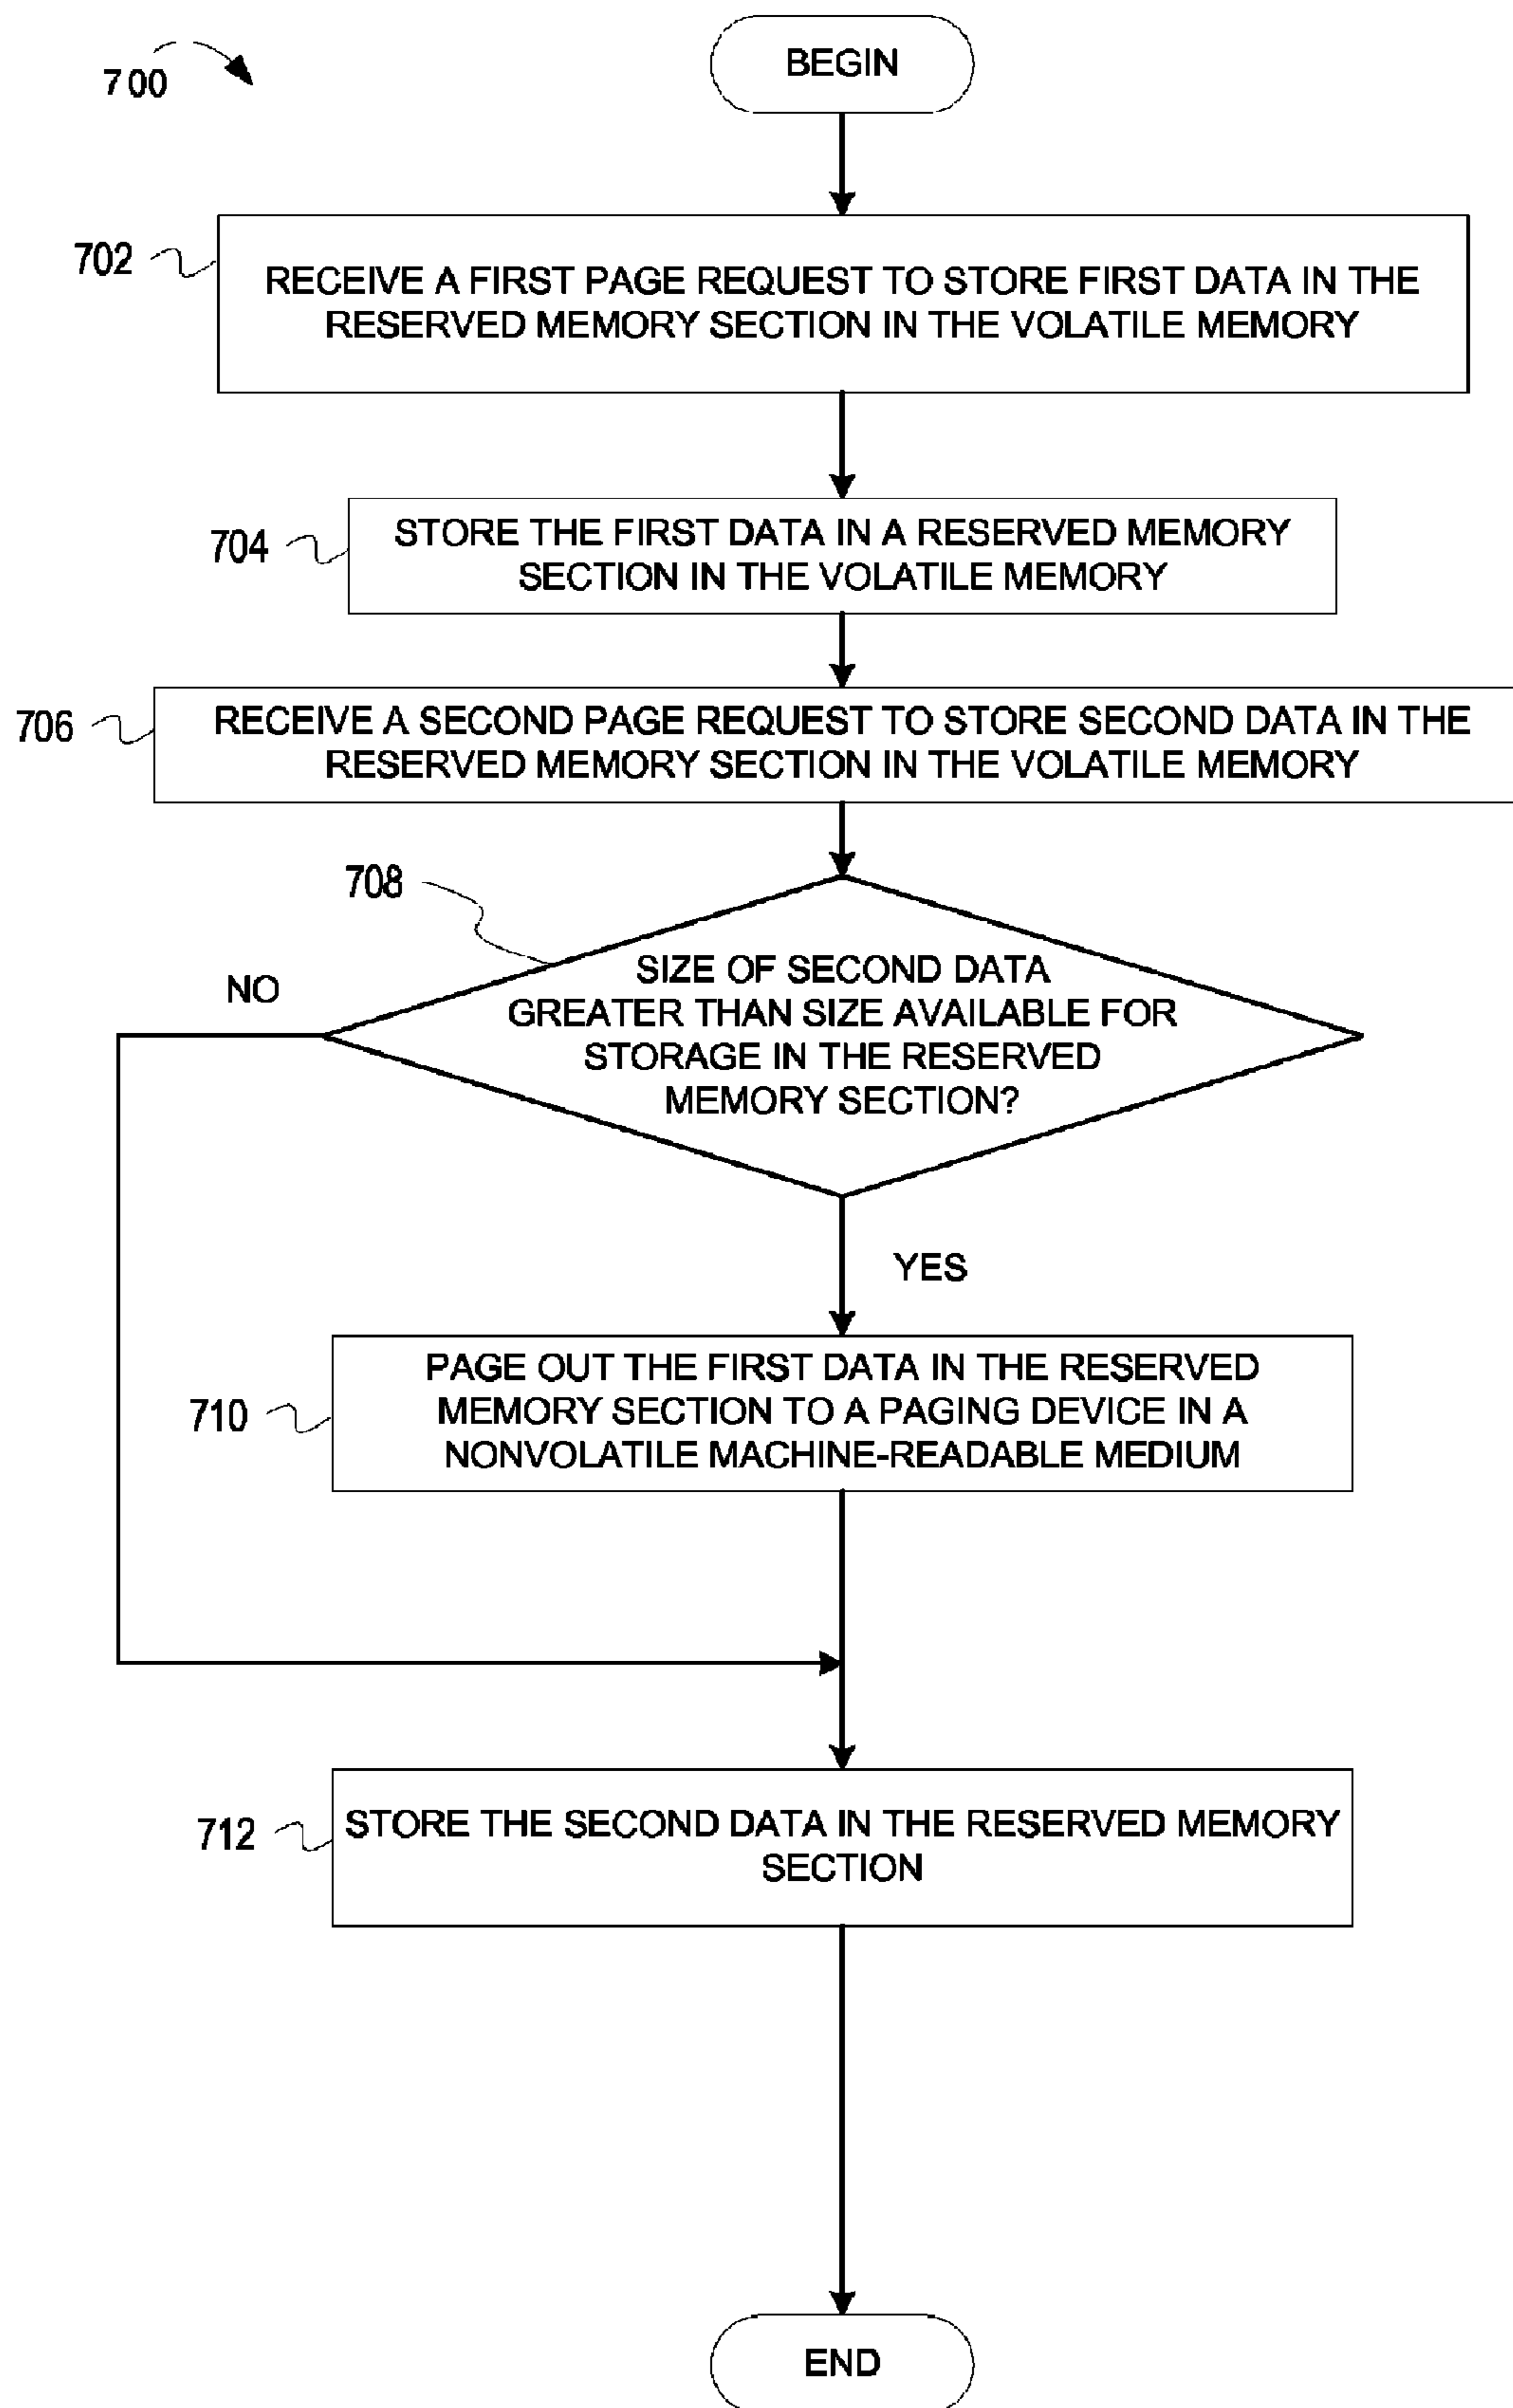 700
BEGIN
702
RECEIVE A FIRST PAGE REQUEST TO STORE FIRST DATA IN THE
RESERVED MEMORY SECTION IN THE VOLATILE MEMORY
704
STORE THE FIRST DATA IN A RESERVED MEMORY
SECTION IN THE VOLATILE MEMORY
706
RECEIVE A SECOND PAGE REQUEST TO STORE SECOND DATA IN THE
RESERVED MEMORY SECTION IN THE VOLATILE MEMORY
708
SIZE OF SECOND DATA
GREATER THAN SIZE AVAILABLE FOR
STORAGE IN THE RESERVED
MEMORY SECTION?
NO
YES
710
PAGE OUT THE FIRST DATA IN THE RESERVED
MEMORY SECTION TO A PAGING DEVICE IN A
NONVOLATILE MACHINE-READABLE MEDIUM
712
STORE THE SECOND DATA IN THE RESERVED MEMORY
SECTION
END